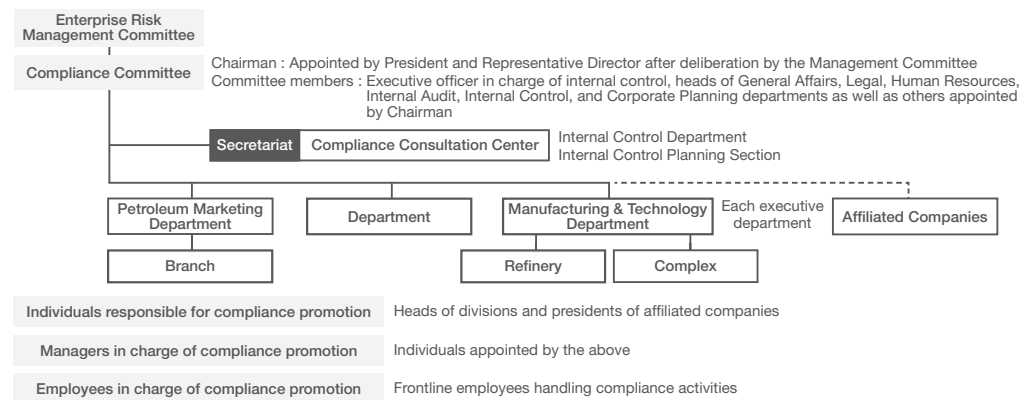 Enterprise Risk
Management Committee
Compliance Committee
Chairman : Appointed by President and Representative Director after deliberation by the Management Committee
Committee members : Executive officer in charge of internal control, heads of General Affairs, Legal, Human Resources,
Internal Audit, Internal Control, and Corporate Planning departments as well as others appointed
by Chairman
Secretariat
Compliance Consultation Center
Internal Control Department
Internal Control Planning Section
Petroleum Marketing
Department
Department
Manufacturing & Technology
Department
Each executive
department
Affiliated Companies
Branch
Refinery
Complex
Individuals responsible for compliance promotion
Heads of divisions and presidents of affiliated companies
Managers in charge of compliance promotion
Individuals appointed by the above
Employees in charge of compliance promotion
Frontline employees handling compliance activities